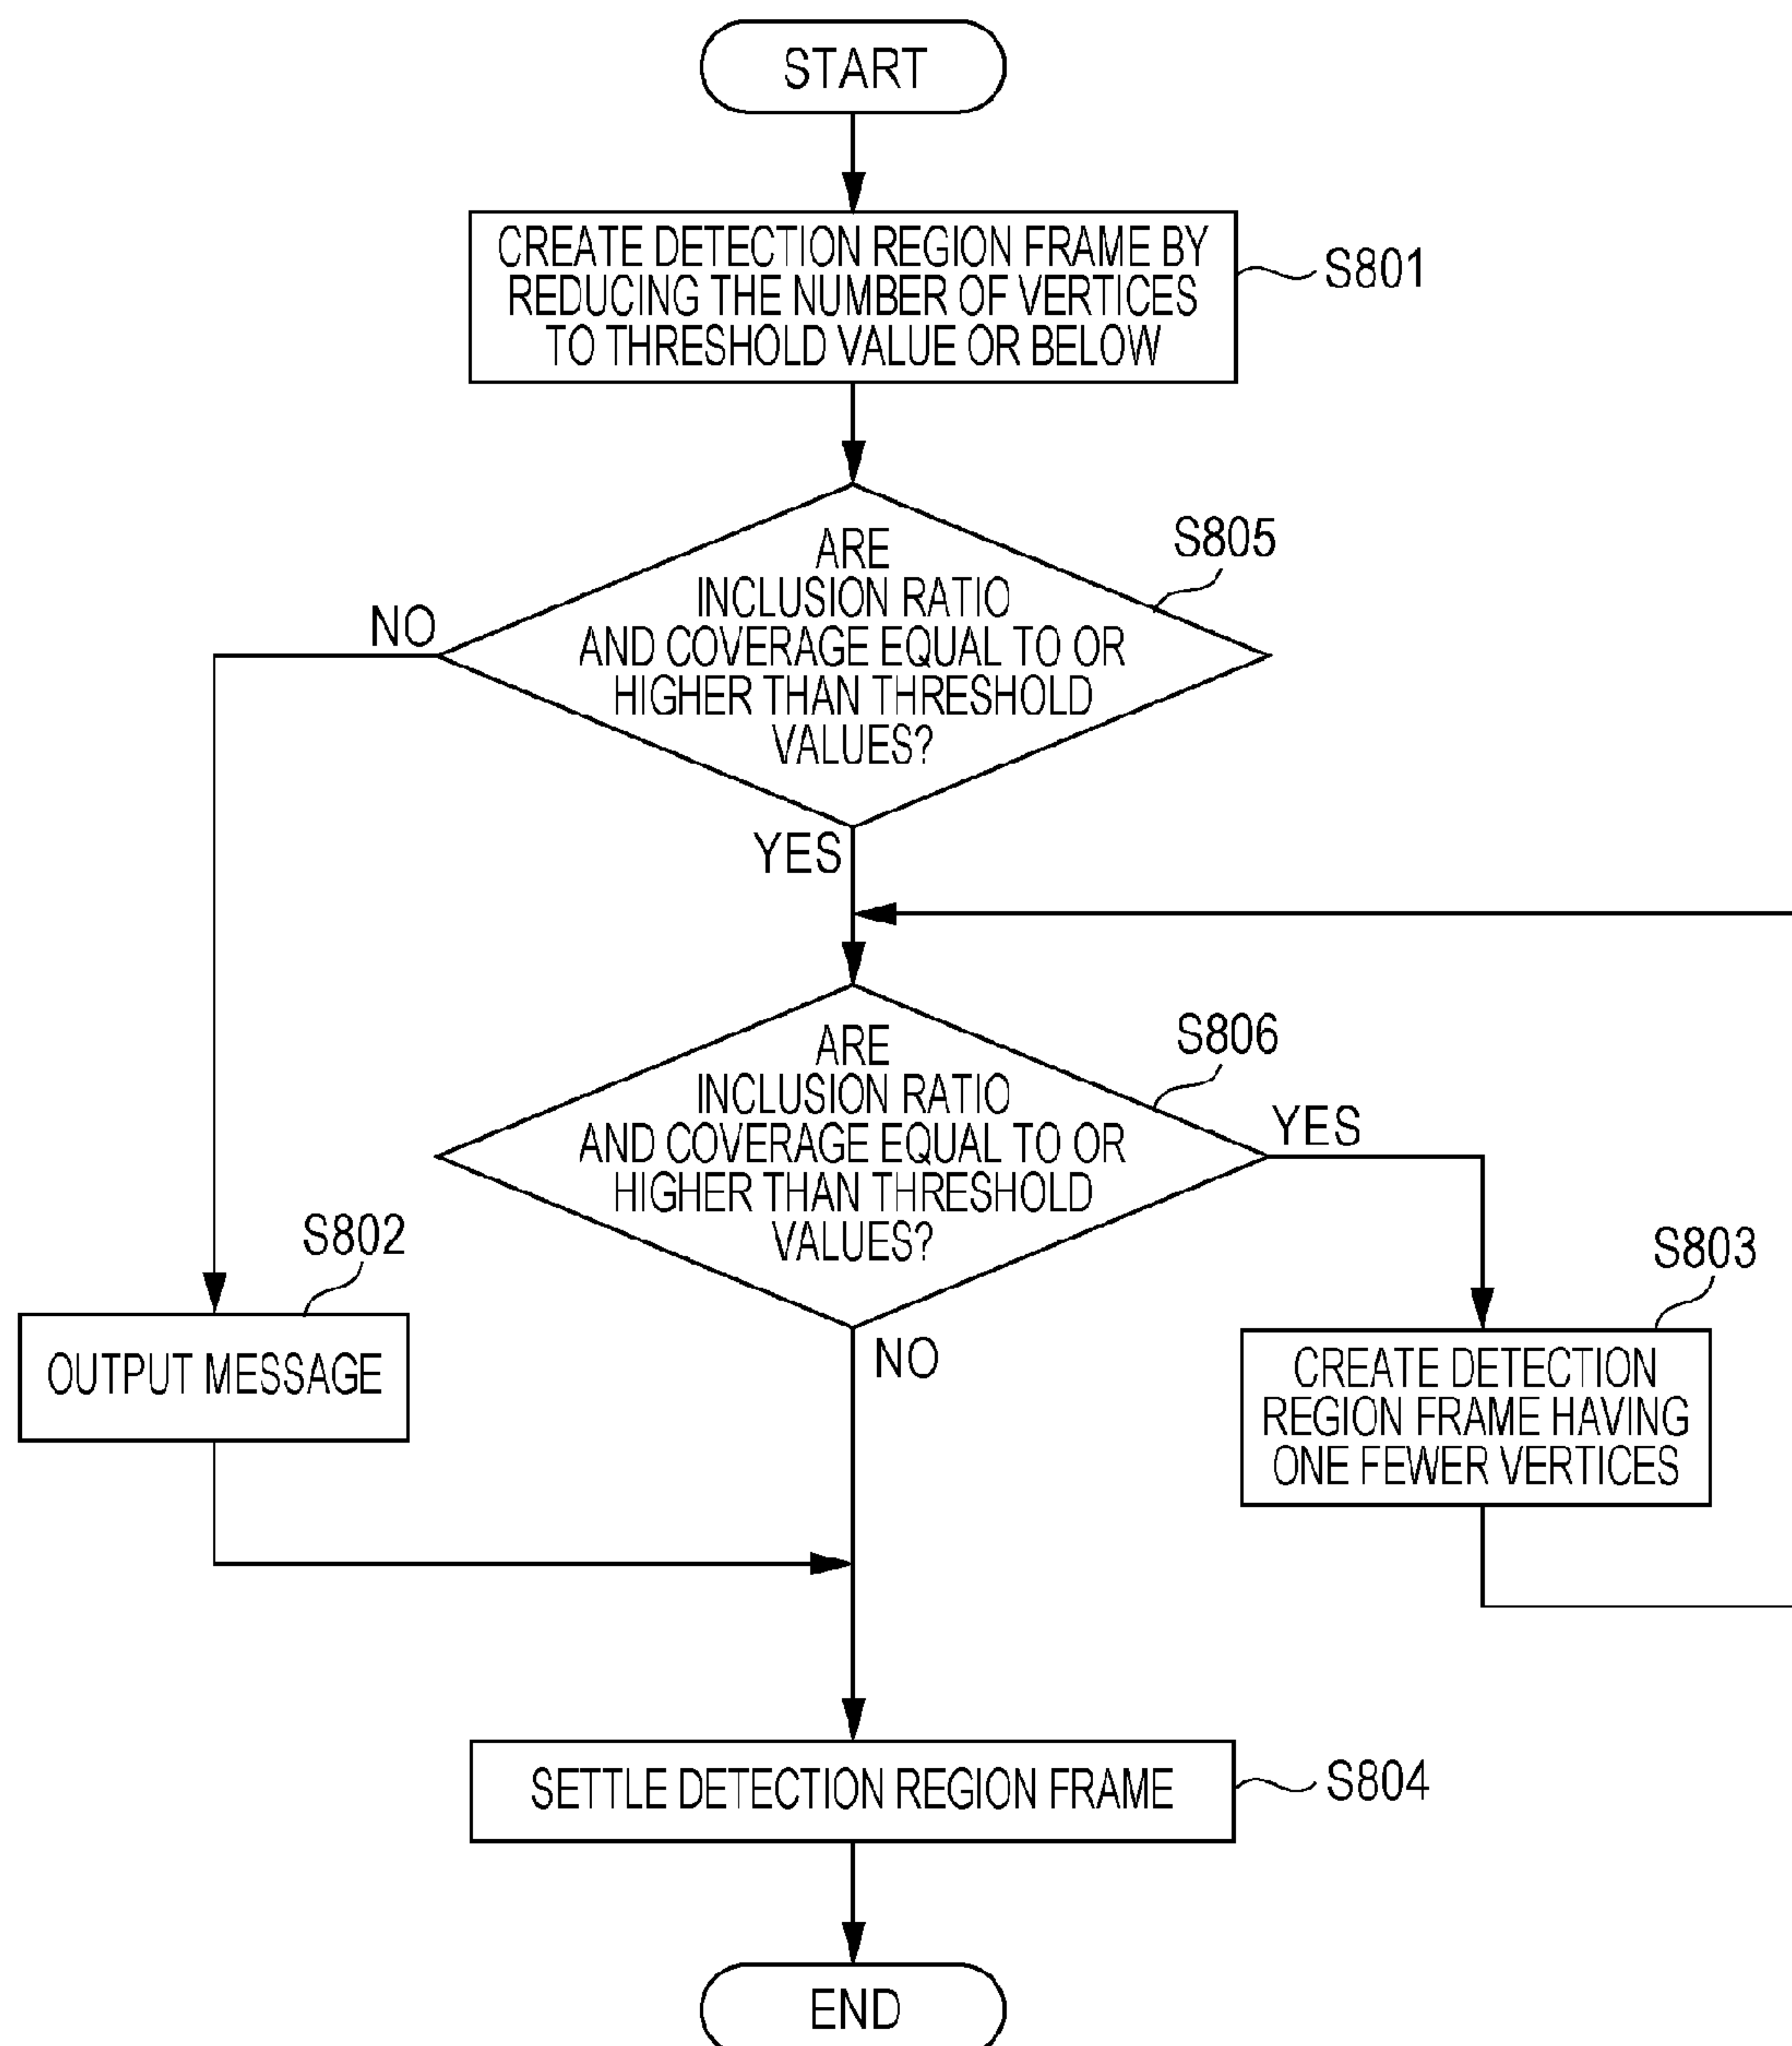 START
CREATE DETECTION REGION FRAME BY
REDUCING THE NUMBER OF VERTICES
TO THRESHOLD VALUE OR BELOW
S801
ARE
INCLUSION RATIO
AND COVERAGE EQUAL TO OR
HIGHER THAN THRESHOLD
VALUES?
S805
NO
YES
ARE
INCLUSION RATIO
AND COVERAGE EQUAL TO OR
HIGHER THAN THRESHOLD
VALUES?
S806
YES
NO
S802
OUTPUT MESSAGE
S803
CREATE DETECTION
REGION FRAME HAVING
ONE FEWER VERTICES
SETTLE DETECTION REGION FRAME
S804
END